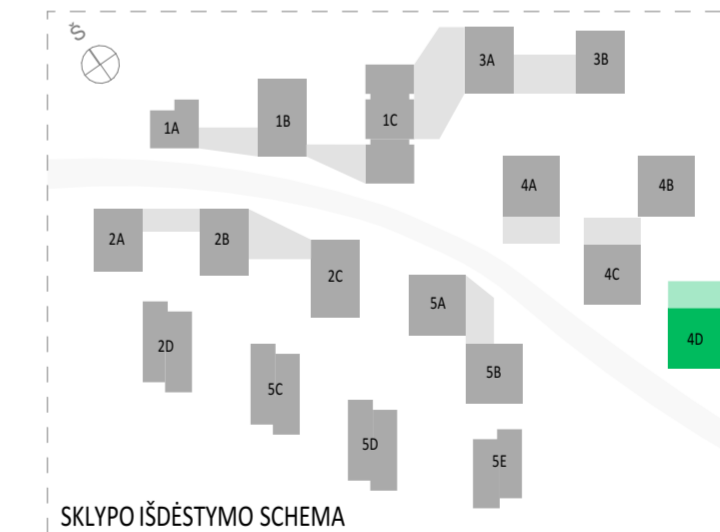 Š
3A
3B
1A
1B
1C
4A
4B
2A
2B
2C
4C
5A
4D
2D
5B
5C
5D
5E
SKLYPO IŠDĖSTYMO SCHEMA